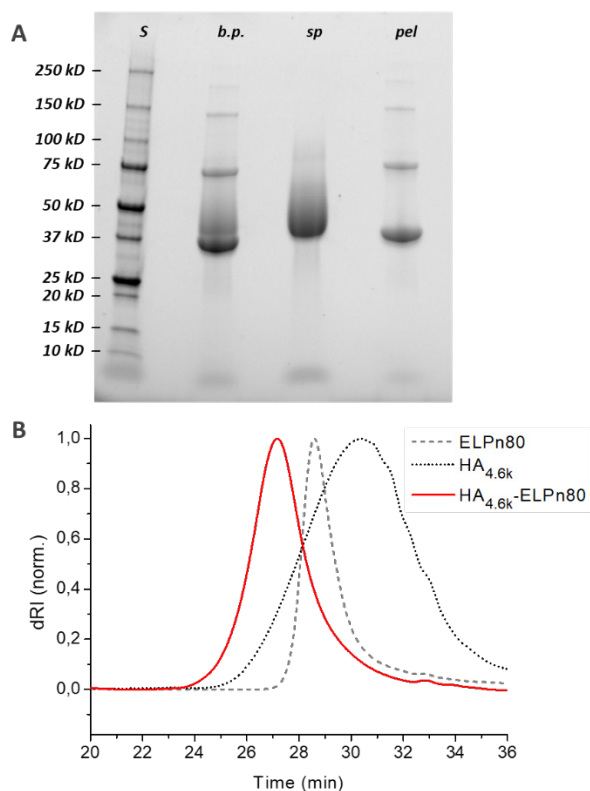 A
S b.p. sp pel
250 kD
150 kD
100 kD
75 kD
50 kD
37 kD
25 kD
20 kD
15 kD
10 kD
B
1,0
0,8
0,6
0,4
0,2
0,0
dRI (norm.)
ELPn80
HA4.6k
HA4.6k-ELPn80
20 22 24 26 28 30 32 34 36
Time (min)